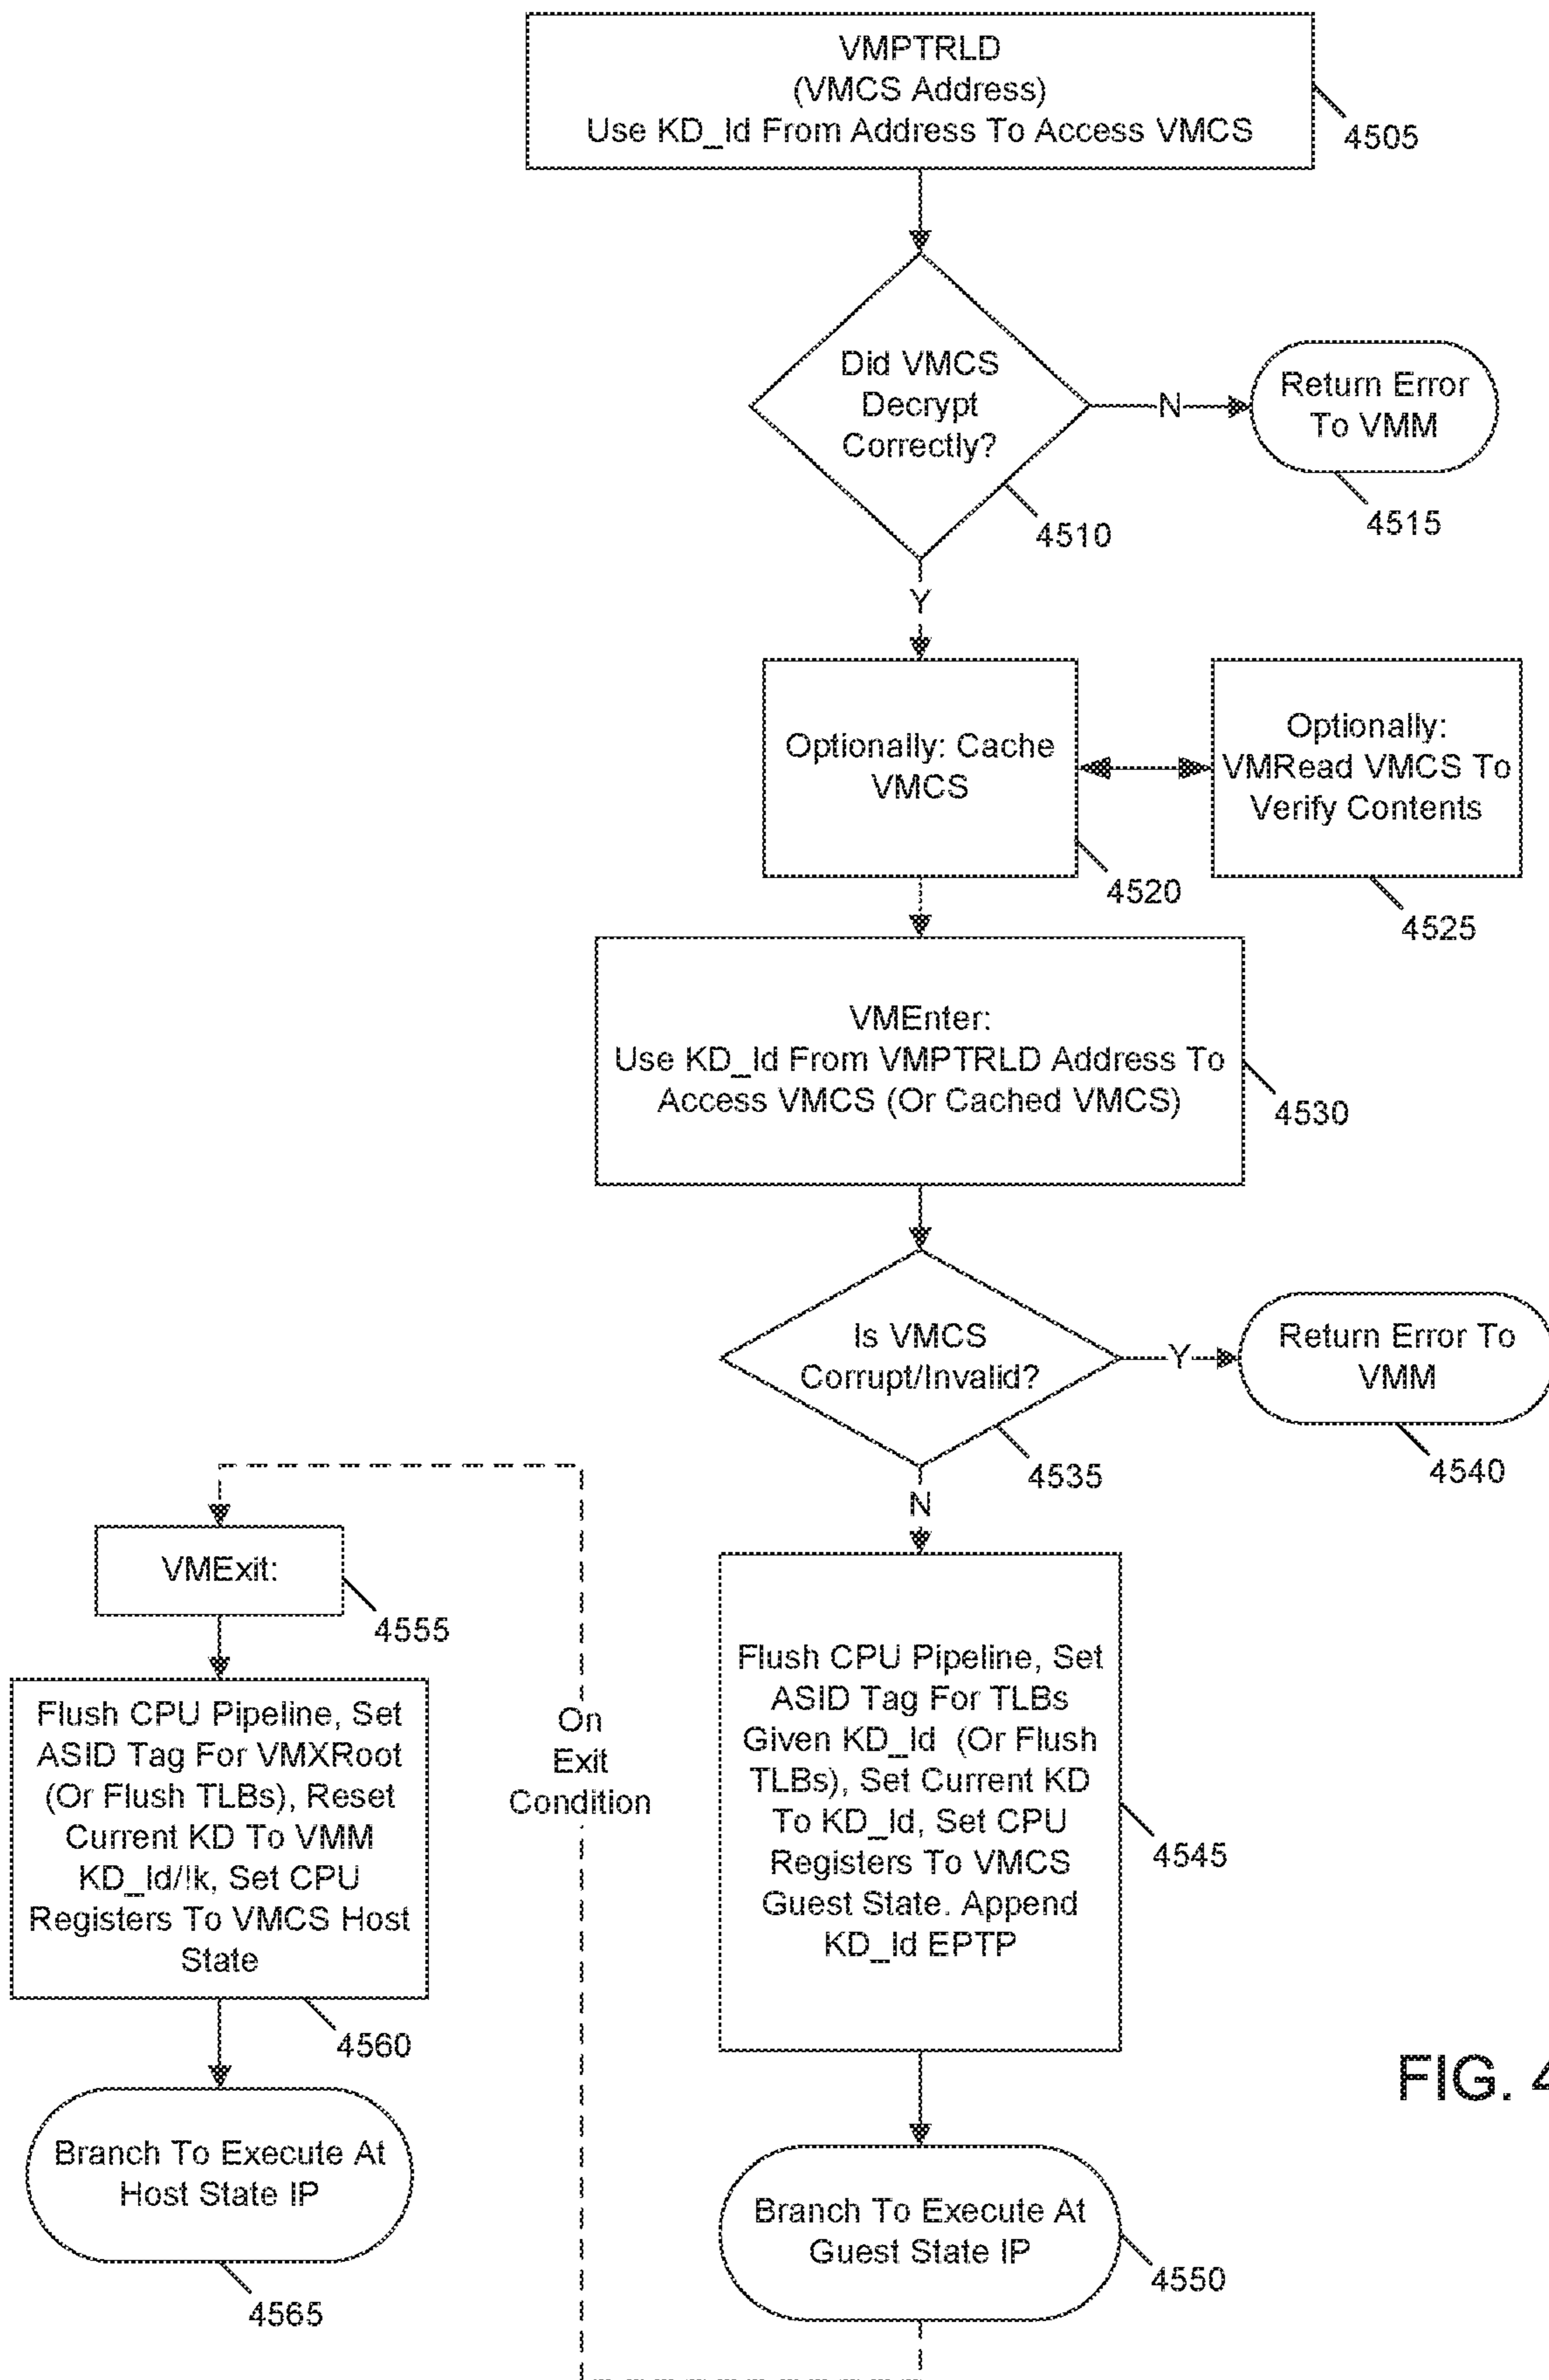 VMPTRLD
(VMCS Address)
Use KD_Id From Address To Access VMCS
4505
Did VMCS
Decrypt
Correctly?
N
Return Error
To VMM
4510
4515
Y
Optionally: Cache
VMCS
Optionally:
VMRead VMCS To
Verify Contents
4520
4525
VMEnter:
Use KD_Id From VMPTRLD Address To
Access VMCS (Or Cached VMCS)
4530
Is VMCS
Corrupt/Invalid?
Y
Return Error To
VMM
4535
4540
N
VMExit:
4555
Flush CPU Pipeline, Set
ASID Tag For TLBs
Given KD_Id (Or Flush
TLBs), Set Current KD
To KD_Id, Set CPU
Registers To VMCS
Guest State. Append
KD_Id EPTP
4545
Flush CPU Pipeline, Set
ASID Tag For VMXRoot
(Or Flush TLBs), Reset
Current KD To VMM
KD_Id/!k, Set CPU
Registers To VMCS Host
State
4560
On
Exit
Condition
Branch To Execute At
Host State IP
4565
Branch To Execute At
Guest State IP
4550
FIG. 4